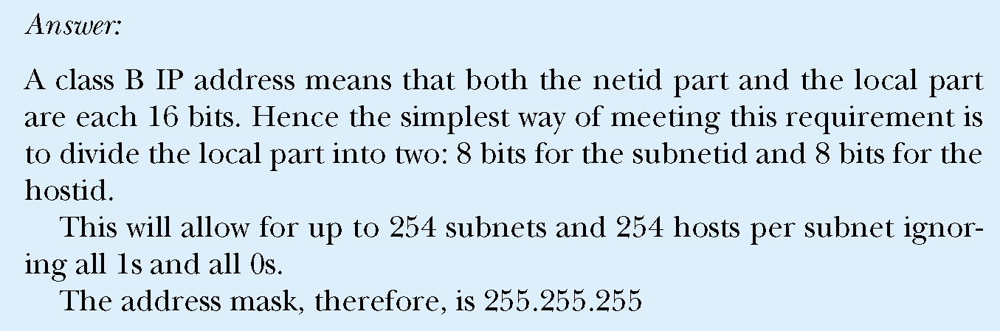 Answer:
A class B IP address means that both the netid part and the local part
are each 16 bits. Hence the simplest way of meeting this requirement is
to divide the local part into two: 8 bits for the subnetid and 8 bits for the
hostid.
This will allow for up to 254 subnets and 254 hosts per subnet ignor-
ing all 1s and all 0s.
The address mask, therefore, is 255.255.255